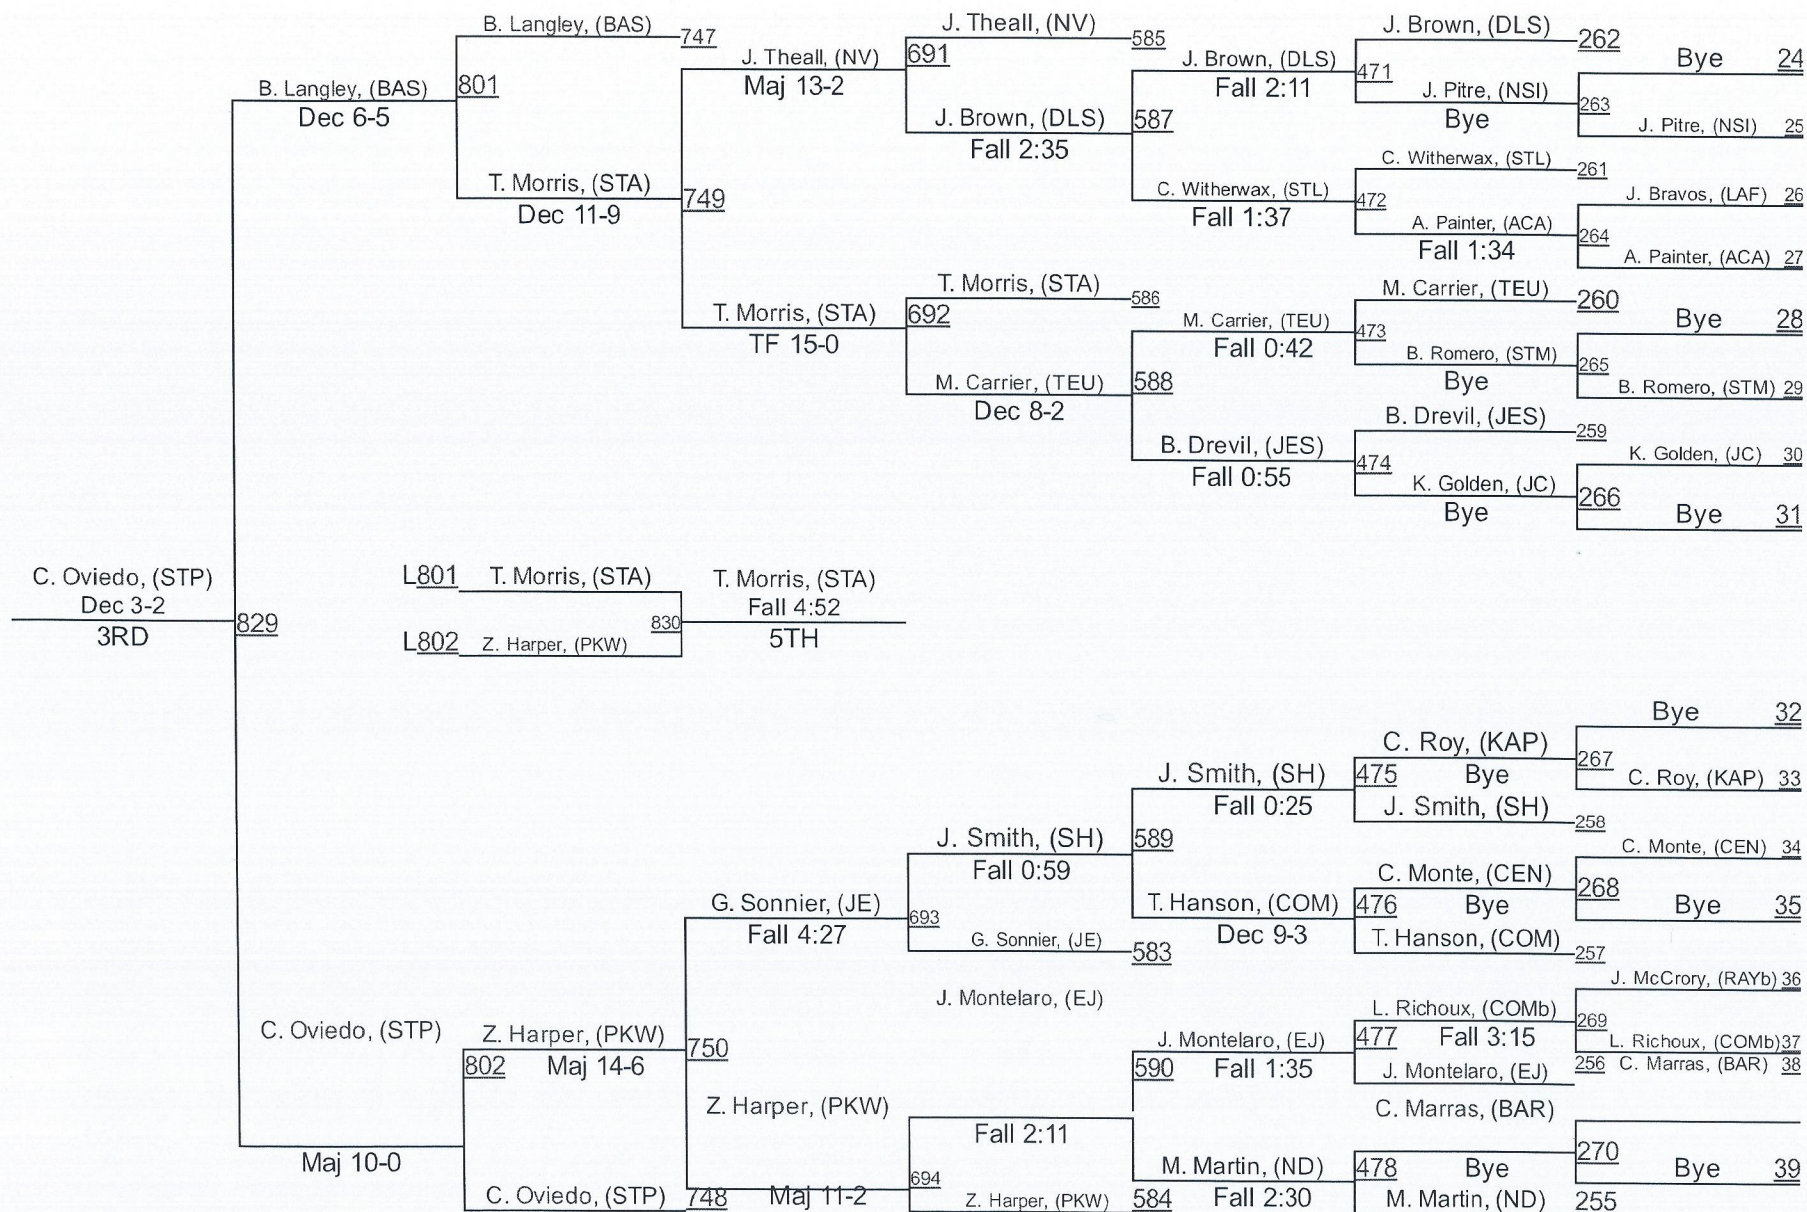 B. Langley, (BAS) 747
J. Theall, (NV) 585
J. Brown, (DLS) 262
Bye 24
J. Theall, (NV) 691
Maj 13-2
J. Brown, (DLS) 471
Fall 2:11
B. Langley, (BAS) 801
Dec 6-5
J. Pitre, (NSI) 263
Bye
J. Pitre, (NSI) 25
J. Brown, (DLS) 587
Fall 2:35
C. Witherwax, (STL) 261
T. Morris, (STA) 749
Dec 11-9
C. Witherwax, (STL) 472
Fall 1:37
J. Bravos, (LAF) 26
A. Painter, (ACA) 264
Fall 1:34
A. Painter, (ACA) 27
T. Morris, (STA) 586
M. Carrier, (TEU) 260
T. Morris, (STA) 692
TF 15-0
M. Carrier, (TEU) 473
Fall 0:42
Bye 28
B. Romero, (STM) 265
Bye
B. Romero, (STM) 29
M. Carrier, (TEU) 588
Dec 8-2
B. Drevil, (JES) 259
B. Drevil, (JES) 474
Fall 0:55
K. Golden, (JC) 30
K. Golden, (JC) 266
Bye
Bye 31
C. Oviedo, (STP)
Dec 3-2
829
3RD
L801 T. Morris, (STA)
T. Morris, (STA)
Fall 4:52
830
5TH
L802 Z. Harper, (PKW)
Bye 32
C. Roy, (KAP) 267
Bye
C. Roy, (KAP) 33
J. Smith, (SH) 475
Fall 0:25
J. Smith, (SH) 258
J. Smith, (SH) 589
Fall 0:59
C. Monte, (CEN) 34
C. Monte, (CEN) 268
Bye
Bye 35
G. Sonnier, (JE) 693
Fall 4:27
T. Hanson, (COM) 476
Dec 9-3
G. Sonnier, (JE) 583
T. Hanson, (COM) 257
J. McCrory, (RAYb) 36
J. Montelaro, (EJ)
L. Richoux, (COMb) 269
Fall 3:15
L. Richoux, (COMb) 37
C. Oviedo, (STP)
Z. Harper, (PKW) 750
Maj 14-6
802
J. Montelaro, (EJ) 477
Fall 1:35
590
J. Montelaro, (EJ) 256
C. Marras, (BAR) 38
Z. Harper, (PKW)
C. Marras, (BAR)
Fall 2:11
270
Maj 10-0
M. Martin, (ND) 478
Fall 2:30
Bye
Bye 39
Maj 11-2
694
C. Oviedo, (STP) 748
Z. Harper, (PKW) 584
M. Martin, (ND) 255